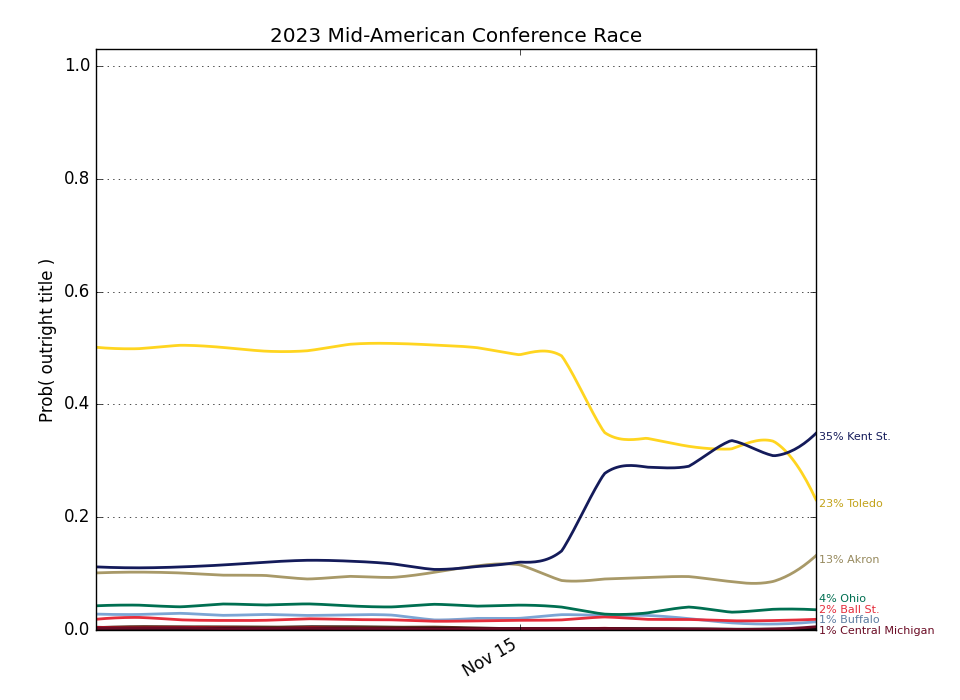 2023 Mid-American Conference Race
Prob( outright title )
1.0
0.8
0.6
0.4
0.2
0.0
Nov 15
35% Kent St.
23% Toledo
13% Akron
4% Ohio
2% Ball St.
1% Buffalo
1% Central Michigan